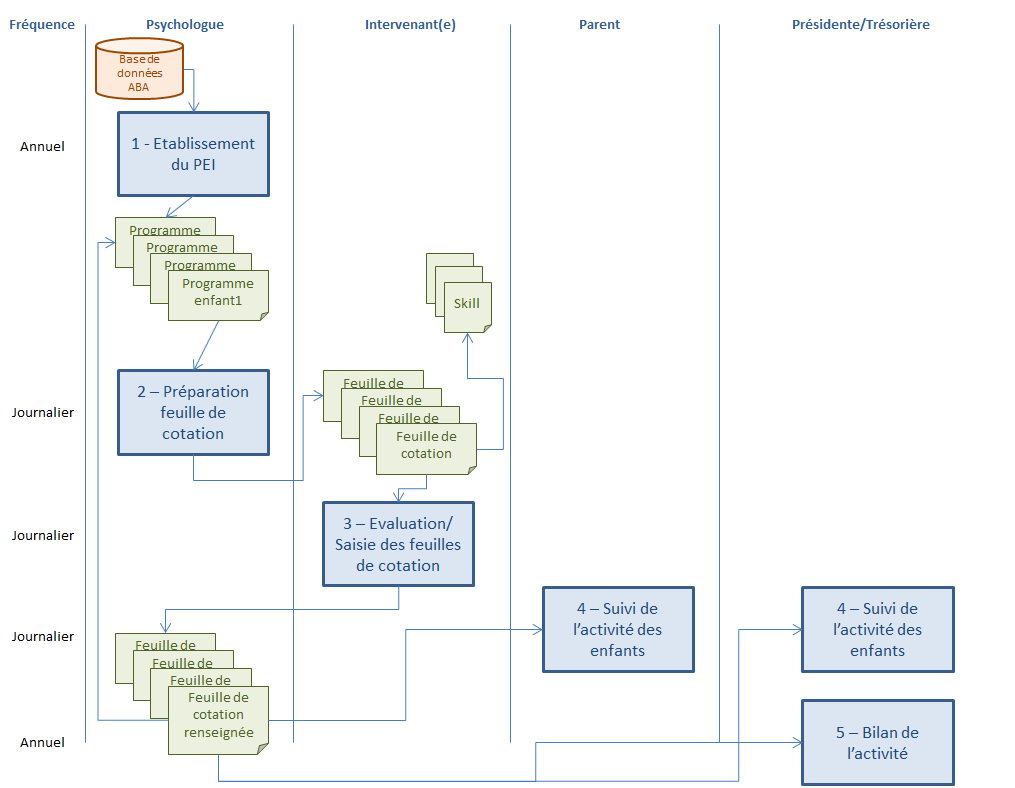 Fréquence
Psychologue
Intervenant(e)
Parent
Présidente/Trésorière
Base de
données
ABA
Annuel
1 - Etablissement
du PEI
Programme
Programme
Programme
Programme
enfant1
Skill
Journalier
2 – Préparation
feuille de
cotation
Feuille de
Feuille de
Feuille de
Feuille de
cotation
Journalier
3 – Evaluation/
Saisie des feuilles
de cotation
Journalier
4 – Suivi de
l’activité des
enfants
4 – Suivi de
l’activité des
enfants
Feuille de
Feuille de
Feuille de
Feuille de
cotation
renseignée
Annuel
5 – Bilan de
l’activité